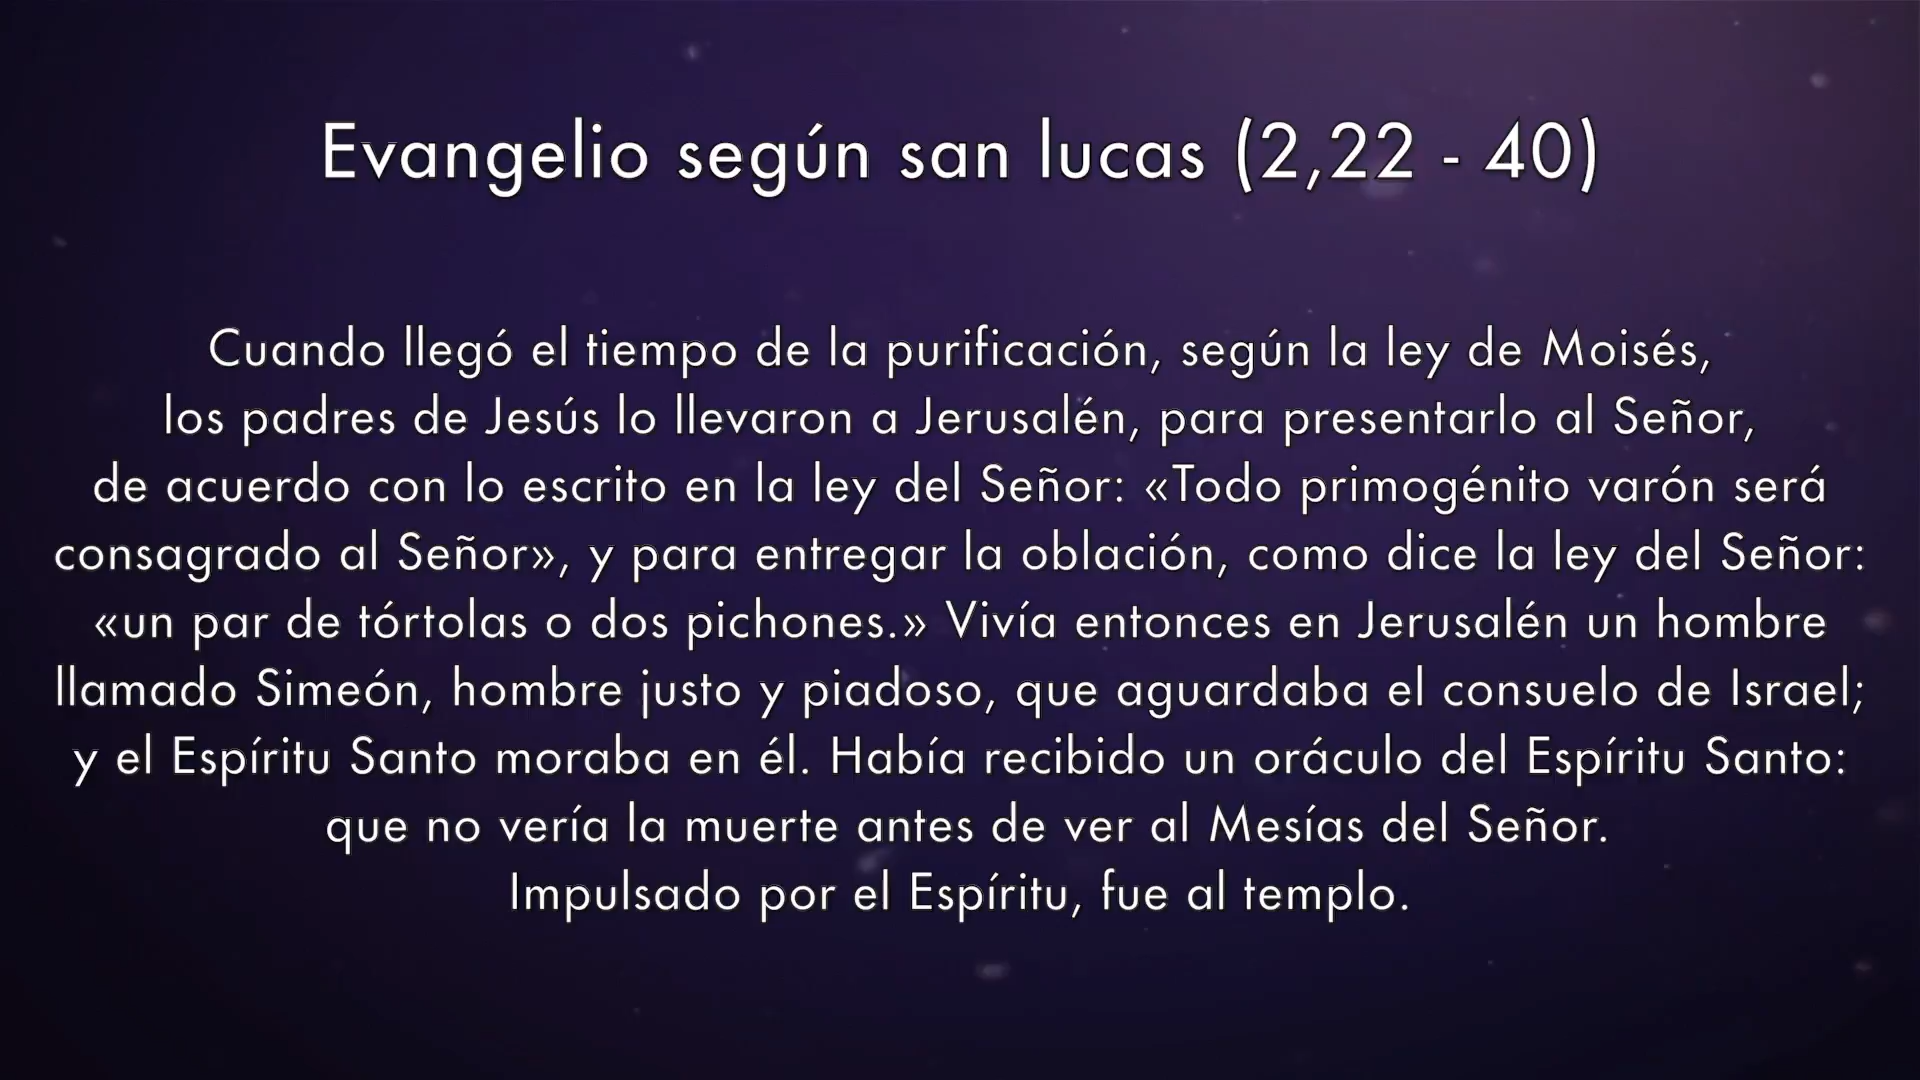 Evangelio según san lucas (2,22 - 40)
Cuando llegó el tiempo de la purificación, según la ley de Moisés,
los padres de Jesús lo llevaron a Jerusalén, para presentarlo al Señor,
de acuerdo con lo escrito en la ley del Señor: «Todo primogénito varón será
consagrado al Señor», y para entregar la oblación, como dice la ley del Señor:
«un par de tórtolas o dos pichones.» Vivía entonces en Jerusalén un hombre
llamado Simeón, hombre justo y piadoso, que aguardaba el consuelo de Israel;
y el Espíritu Santo moraba en él. Había recibido un oráculo del Espíritu Santo:
que no vería la muerte antes de ver al Mesías del Señor.
Impulsado por el Espíritu, fue al templo.